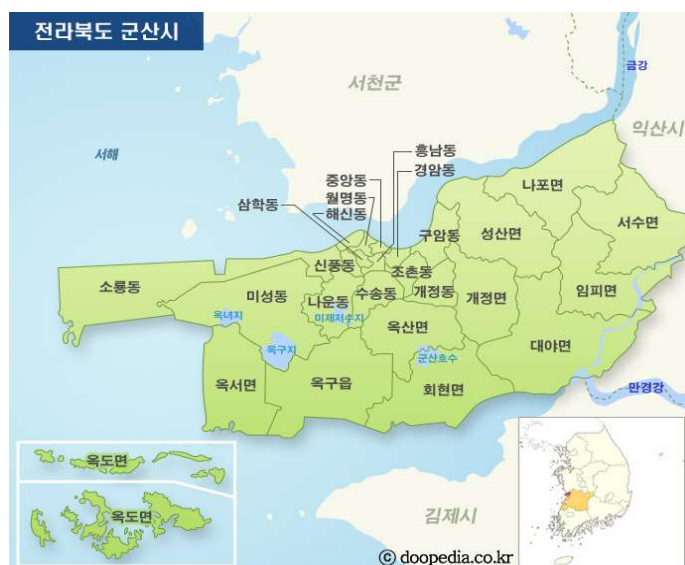 전라북도 군산시
서천군
금강
익산시
서해
흥남동
경암동
중앙동
월명동
해신동
삼학동
나포면
서수면
구암동
성산면
신풍동
조촌동
소룡동
미성동
나운동
수송동
개정동
개정면
임피면
옥녀지
미제저수지
옥산면
대야면
옥구지
군산호수
옥서면
옥구읍
회현면
만경강
옥도면
옥도면
김제시
ⓒ doopedia.co.kr